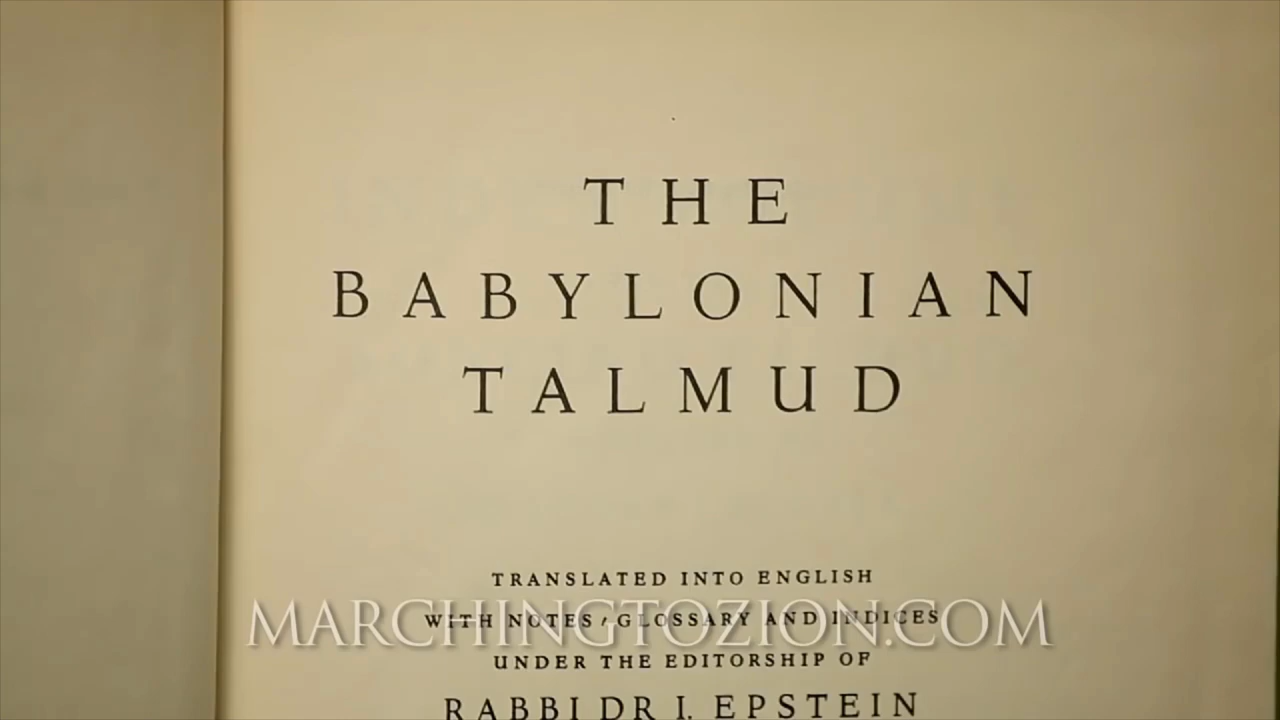 THE
BABYLONIAN
TALMUD
TRANSLATED INTO ENGLISH
WITH NOTES, GLOSSARY AND INDICES
MARCHINGTOZION.COM
UNDER THE EDITORSHIP OF
RABBI DR I. EPSTEIN